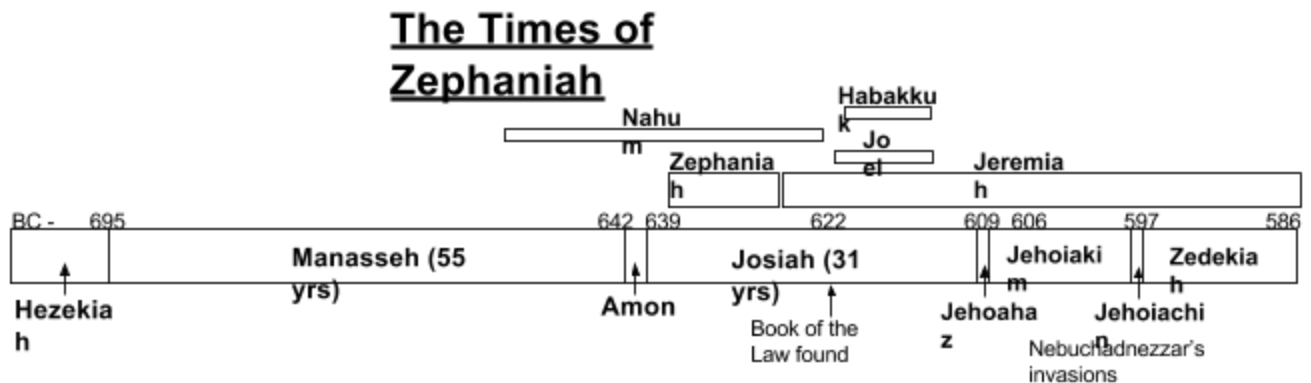 The Times of
Zephaniah
Habakku
k
Nahu
m
Jo
el
Zephania
h
Jeremia
h
BC - 695 642 639 622 609 606 597 586
Manasseh (55
yrs)
Josiah (31
yrs)
Jehoiaki
m
Zedekia
h
Hezekia
h
Amon
Jehoaha
z
Jehoiachi
n
Book of the
Law found
Nebuchadnezzar's
invasions